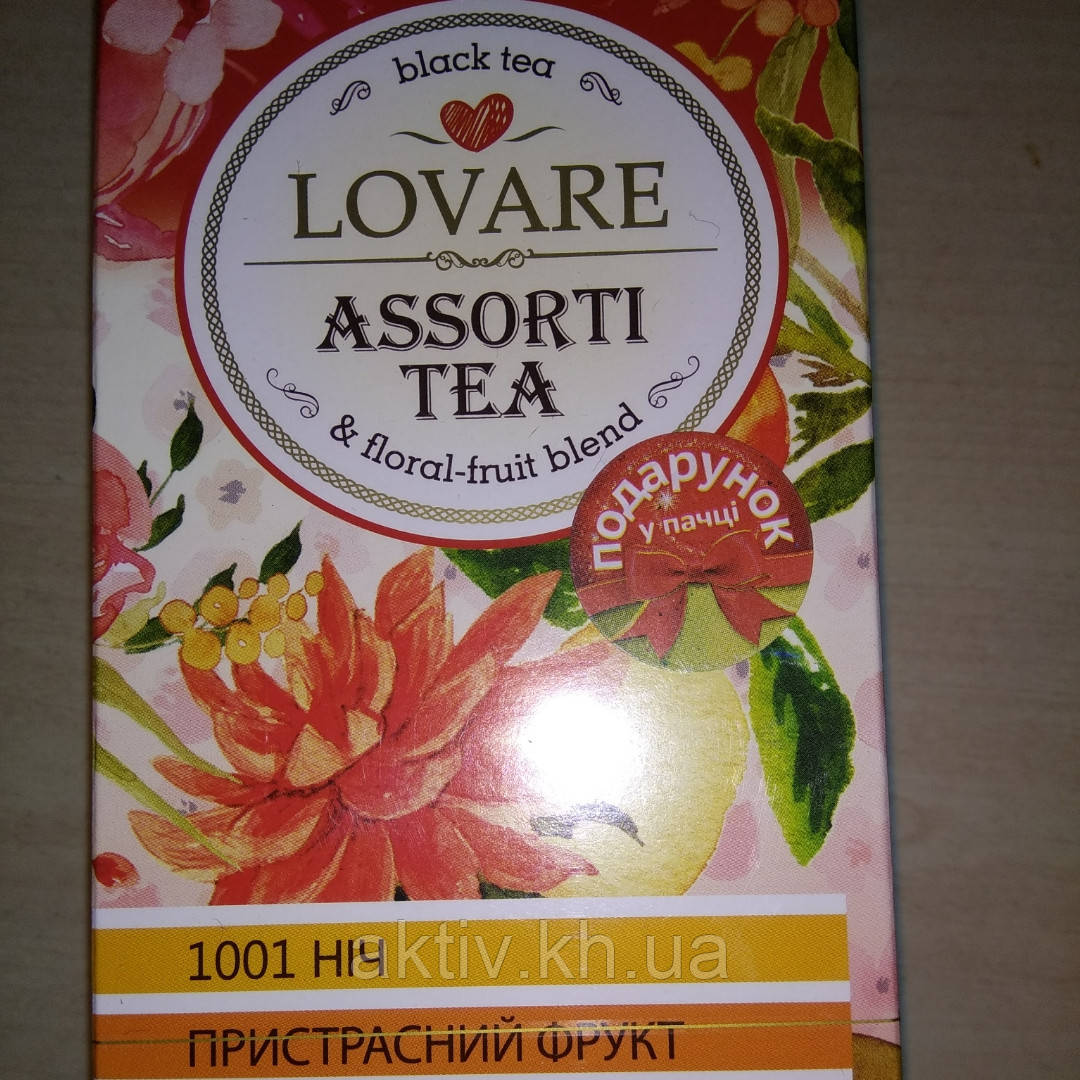 black tea
LOVARE
ASSORTI
TEA
& floral-fruit blend
подарунок
у пачці
1001 НІЧ
aktiv.kh.ua
ПРИСТРАСНИЙ ФРУКТ